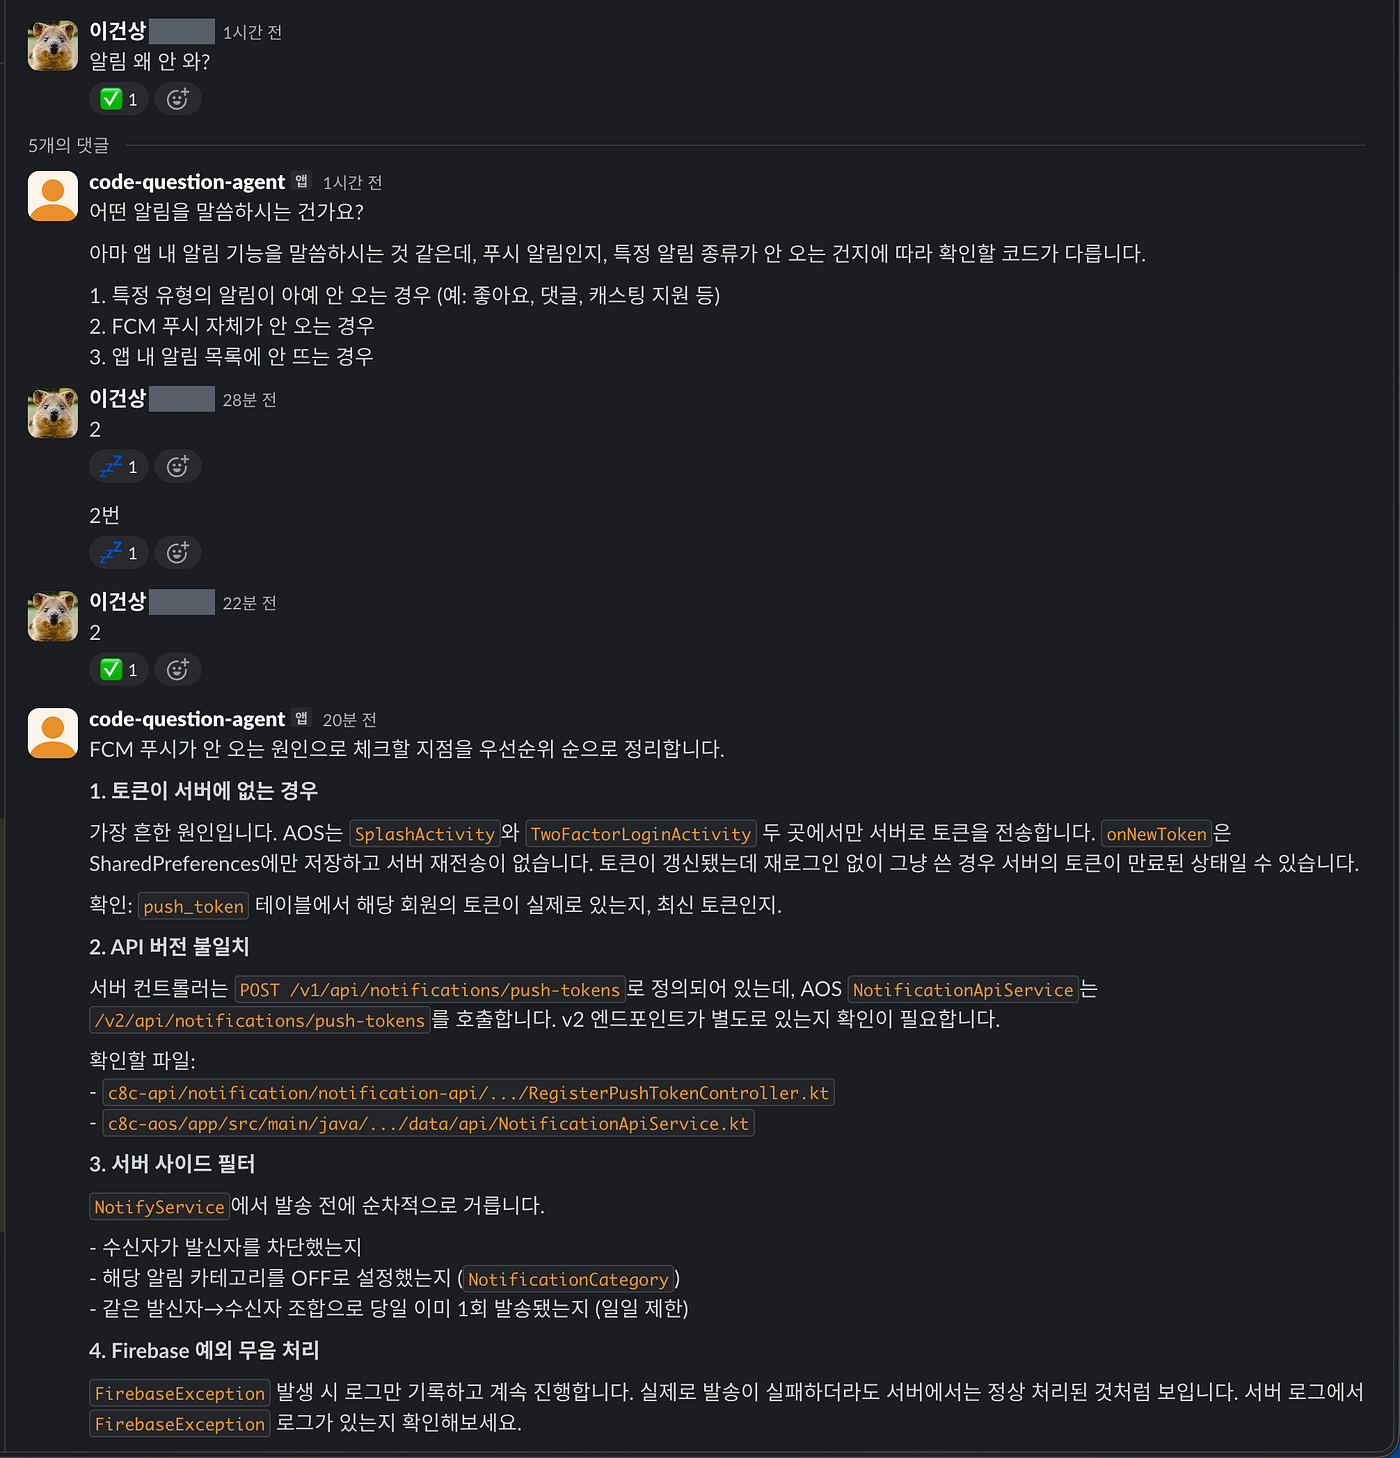 이건상 1시간 전
알림 왜 안 와?
✅ 1
5개의 댓글
code-question-agent 앱 1시간 전
어떤 알림을 말씀하시는 건가요?
아마 앱 내 알림 기능을 말씀하시는 것 같은데, 푸시 알림인지, 특정 알림 종류가 안 오는 건지에 따라 확인할 코드가 다릅니다.
1. 특정 유형의 알림이 아예 안 오는 경우 (예: 좋아요, 댓글, 캐스팅 지원 등)
2. FCM 푸시 자체가 안 오는 경우
3. 앱 내 알림 목록에 안 뜨는 경우
이건상 28분 전
2
💤 1
2번
💤 1
이건상 22분 전
2
✅ 1
code-question-agent 앱 20분 전
FCM 푸시가 안 오는 원인으로 체크할 지점을 우선순위 순으로 정리합니다.
1. 토큰이 서버에 없는 경우
가장 흔한 원인입니다. AOS는 SplashActivity와 TwoFactorLoginActivity 두 곳에서만 서버로 토큰을 전송합니다. onNewToken은
SharedPreferences에만 저장하고 서버 재전송이 없습니다. 토큰이 갱신됐는데 재로그인 없이 그냥 쓴 경우 서버의 토큰이 만료된 상태일 수 있습니다.
확인: push_token 테이블에서 해당 회원의 토큰이 실제로 있는지, 최신 토큰인지.
2. API 버전 불일치
서버 컨트롤러는 POST /v1/api/notifications/push-tokens로 정의되어 있는데, AOS NotificationApiService는
/v2/api/notifications/push-tokens를 호출합니다. v2 엔드포인트가 별도로 있는지 확인이 필요합니다.
확인할 파일:
- c8c-api/notification/notification-api/.../RegisterPushTokenController.kt
- c8c-aos/app/src/main/java/.../data/api/NotificationApiService.kt
3. 서버 사이드 필터
NotifyService에서 발송 전에 순차적으로 거릅니다.
- 수신자가 발신자를 차단했는지
- 해당 알림 카테고리를 OFF로 설정했는지 (NotificationCategory)
- 같은 발신자→수신자 조합으로 당일 이미 1회 발송됐는지 (일일 제한)
4. Firebase 예외 무음 처리
FirebaseException 발생 시 로그만 기록하고 계속 진행합니다. 실제로 발송이 실패하더라도 서버에서는 정상 처리된 것처럼 보입니다. 서버 로그에서
FirebaseException 로그가 있는지 확인해보세요.